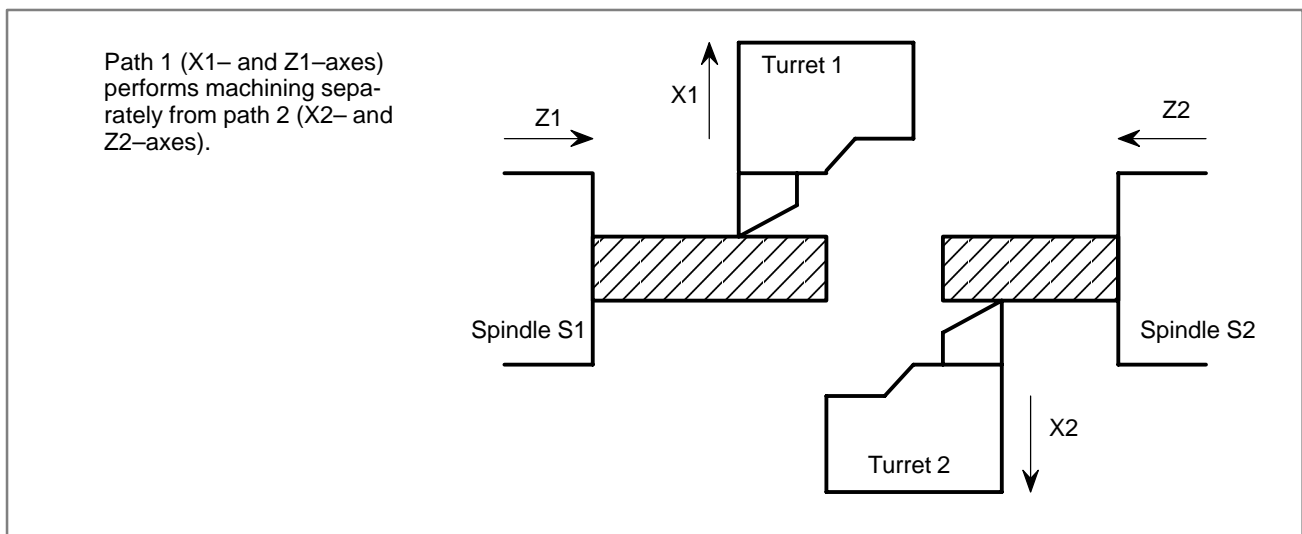 Path 1 (X1– and Z1–axes)
performs machining sepa-
rately from path 2 (X2– and
Z2–axes).
Turret 1
X1
Z1
Z2
Spindle S1
Spindle S2
X2
Turret 2